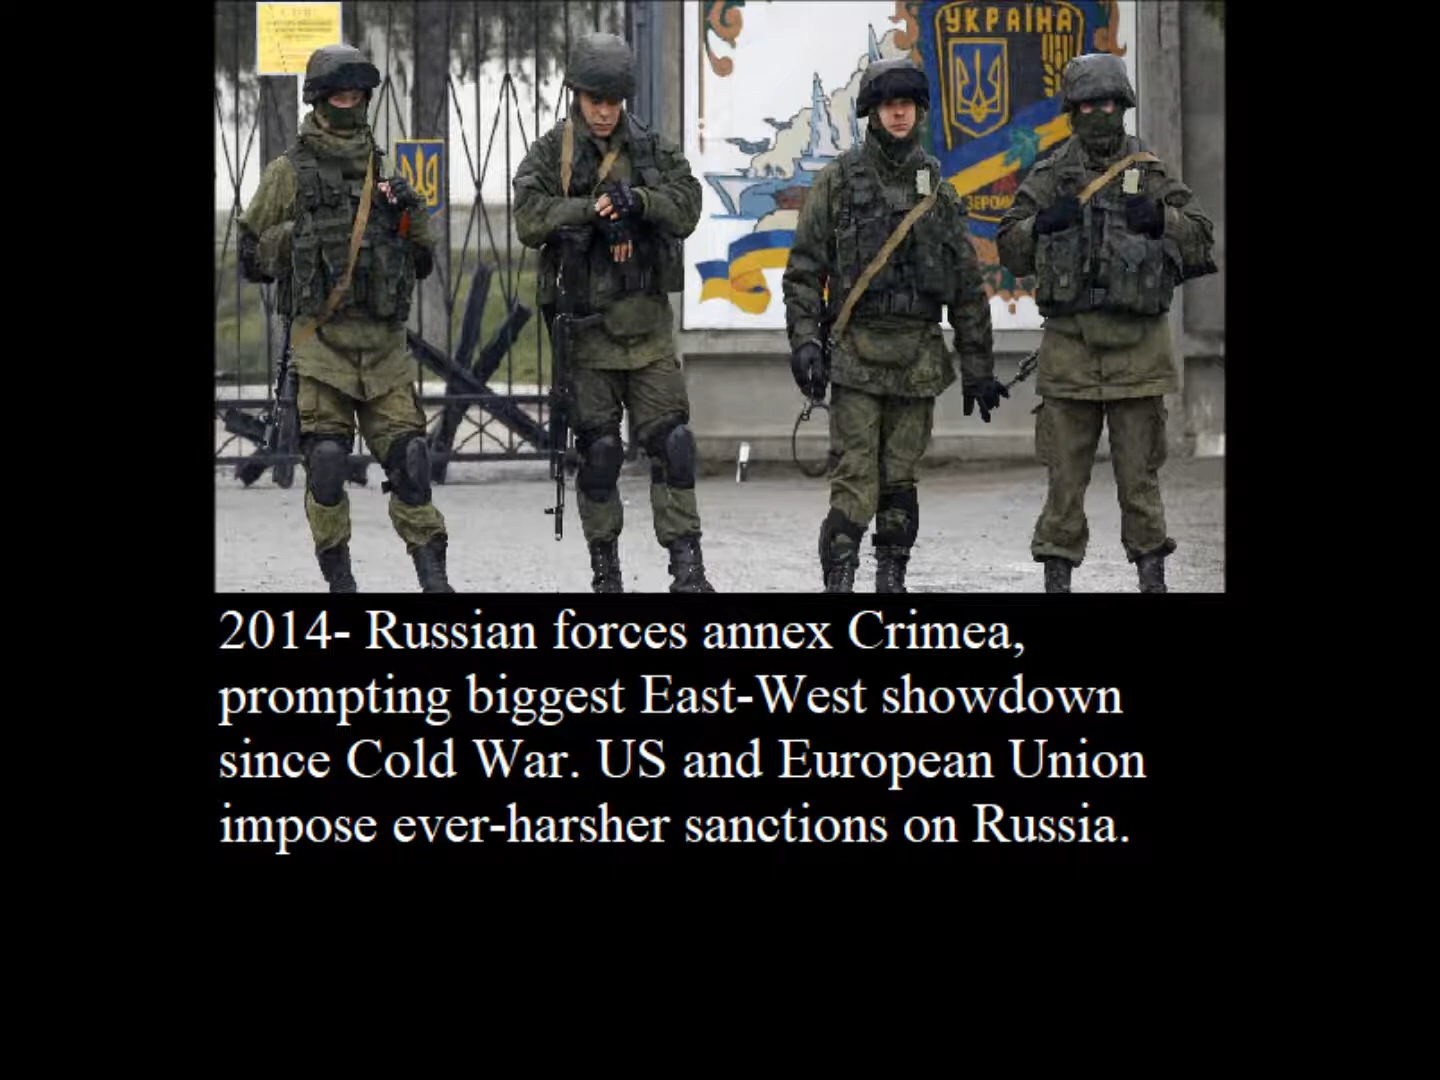 УКРАЇНА
2014- Russian forces annex Crimea,
prompting biggest East-West showdown
since Cold War. US and European Union
impose ever-harsher sanctions on Russia.